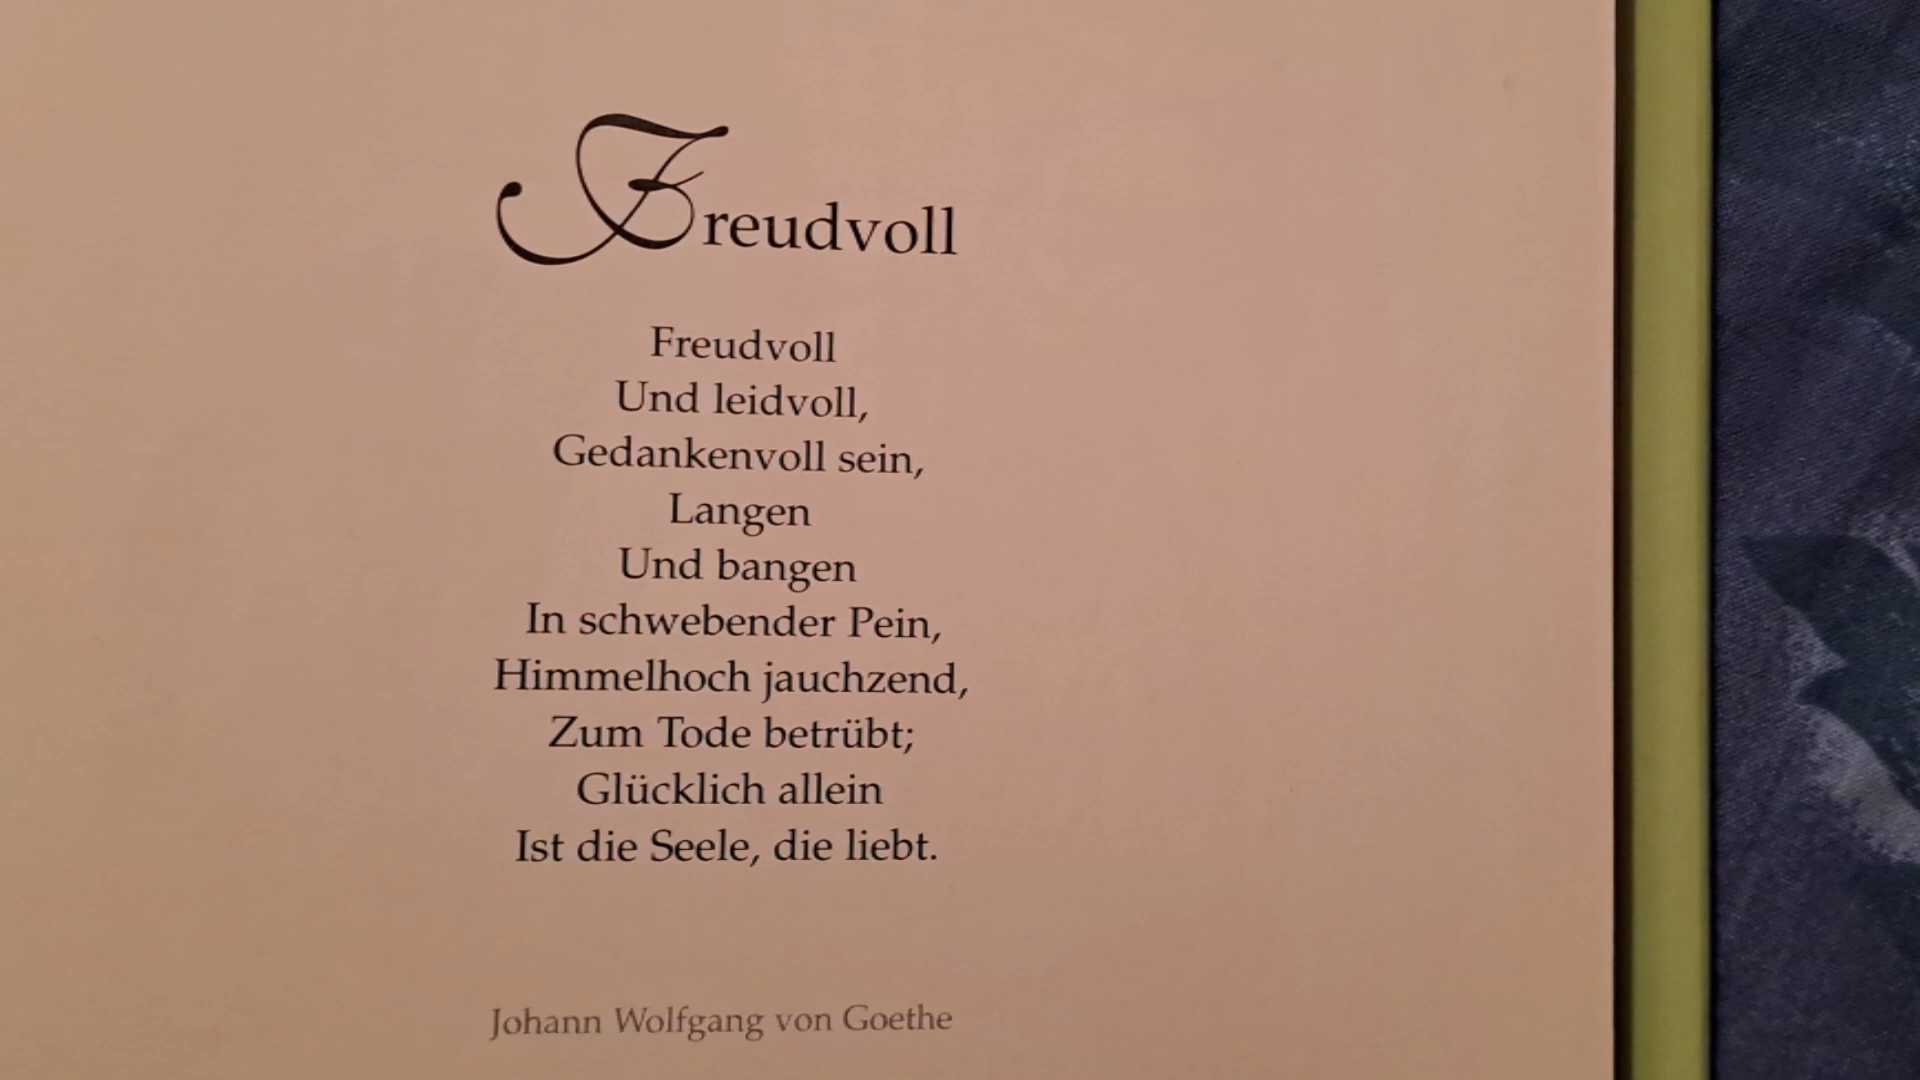 Freudvoll
Freudvoll
Und leidvoll,
Gedankenvoll sein,
Langen
Und bangen
In schwebender Pein,
Himmelhoch jauchzend,
Zum Tode betrübt;
Glücklich allein
Ist die Seele, die liebt.
Johann Wolfgang von Goethe